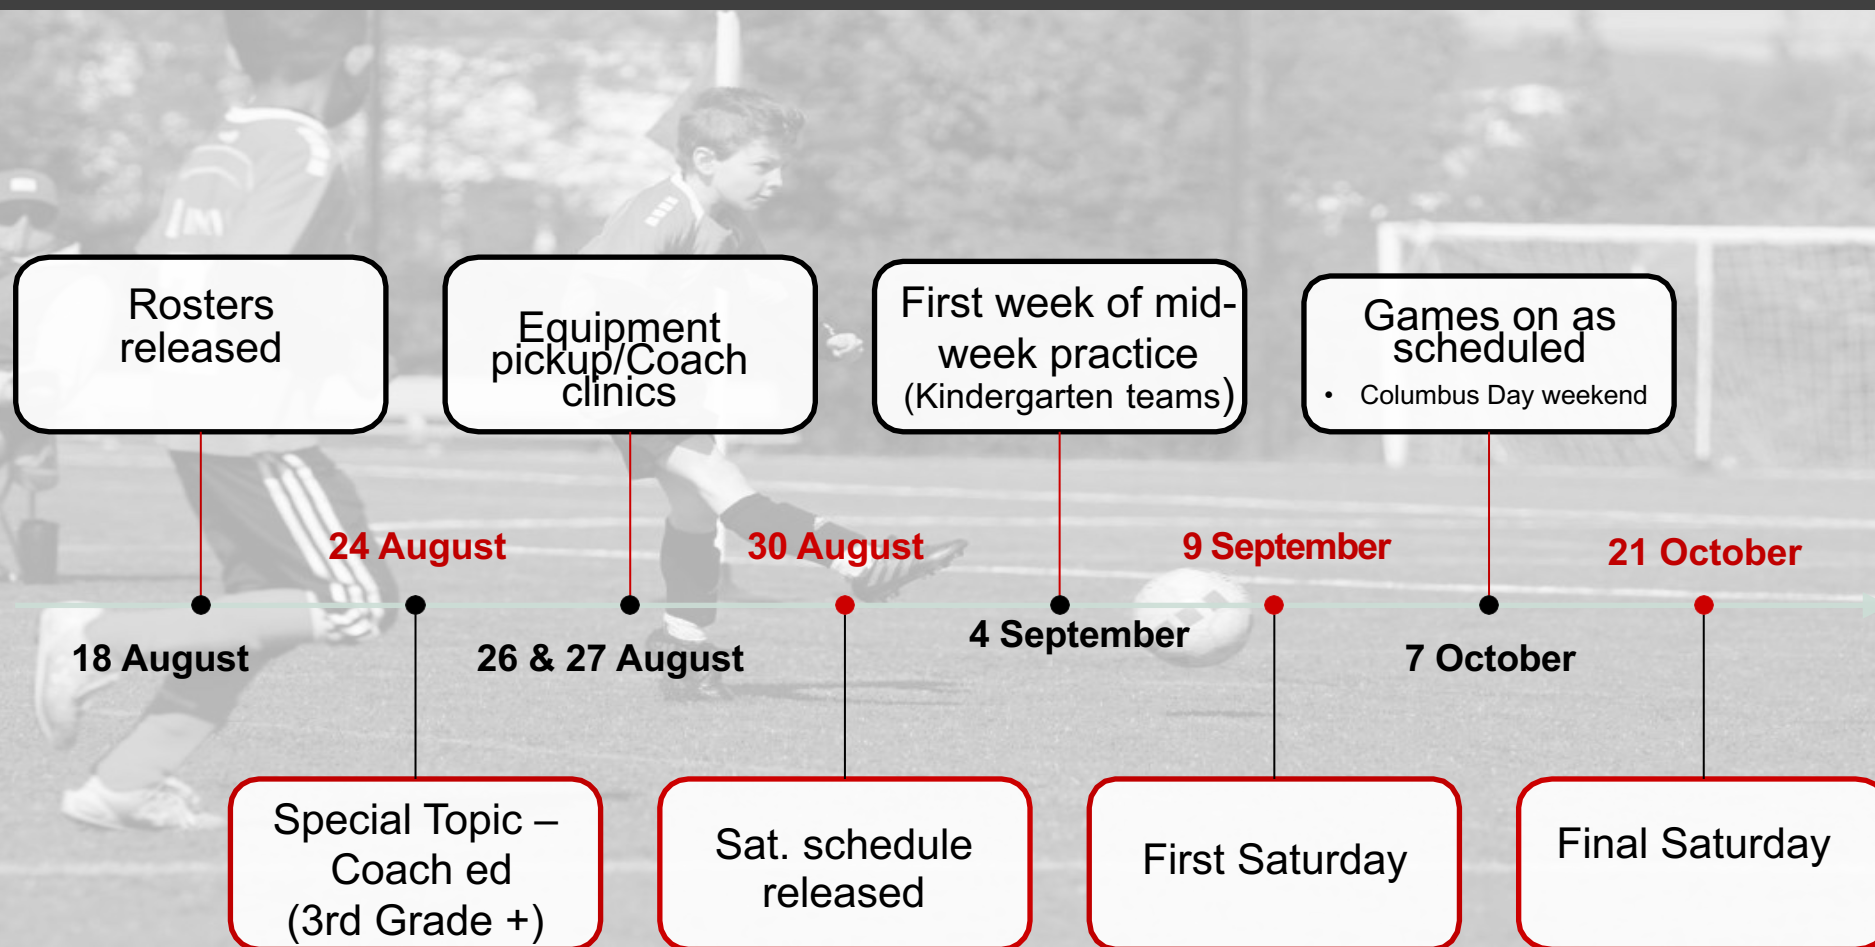 Rosters
released
Equipment
pickup/Coach
clinics
First week of mid-
week practice
(Kindergarten teams)
Games on as
scheduled
• Columbus Day weekend
24 August
30 August
9 September
21 October
18 August
26 & 27 August
4 September
7 October
Special Topic –
Coach ed
(3rd Grade +)
Sat. schedule
released
First Saturday
Final Saturday